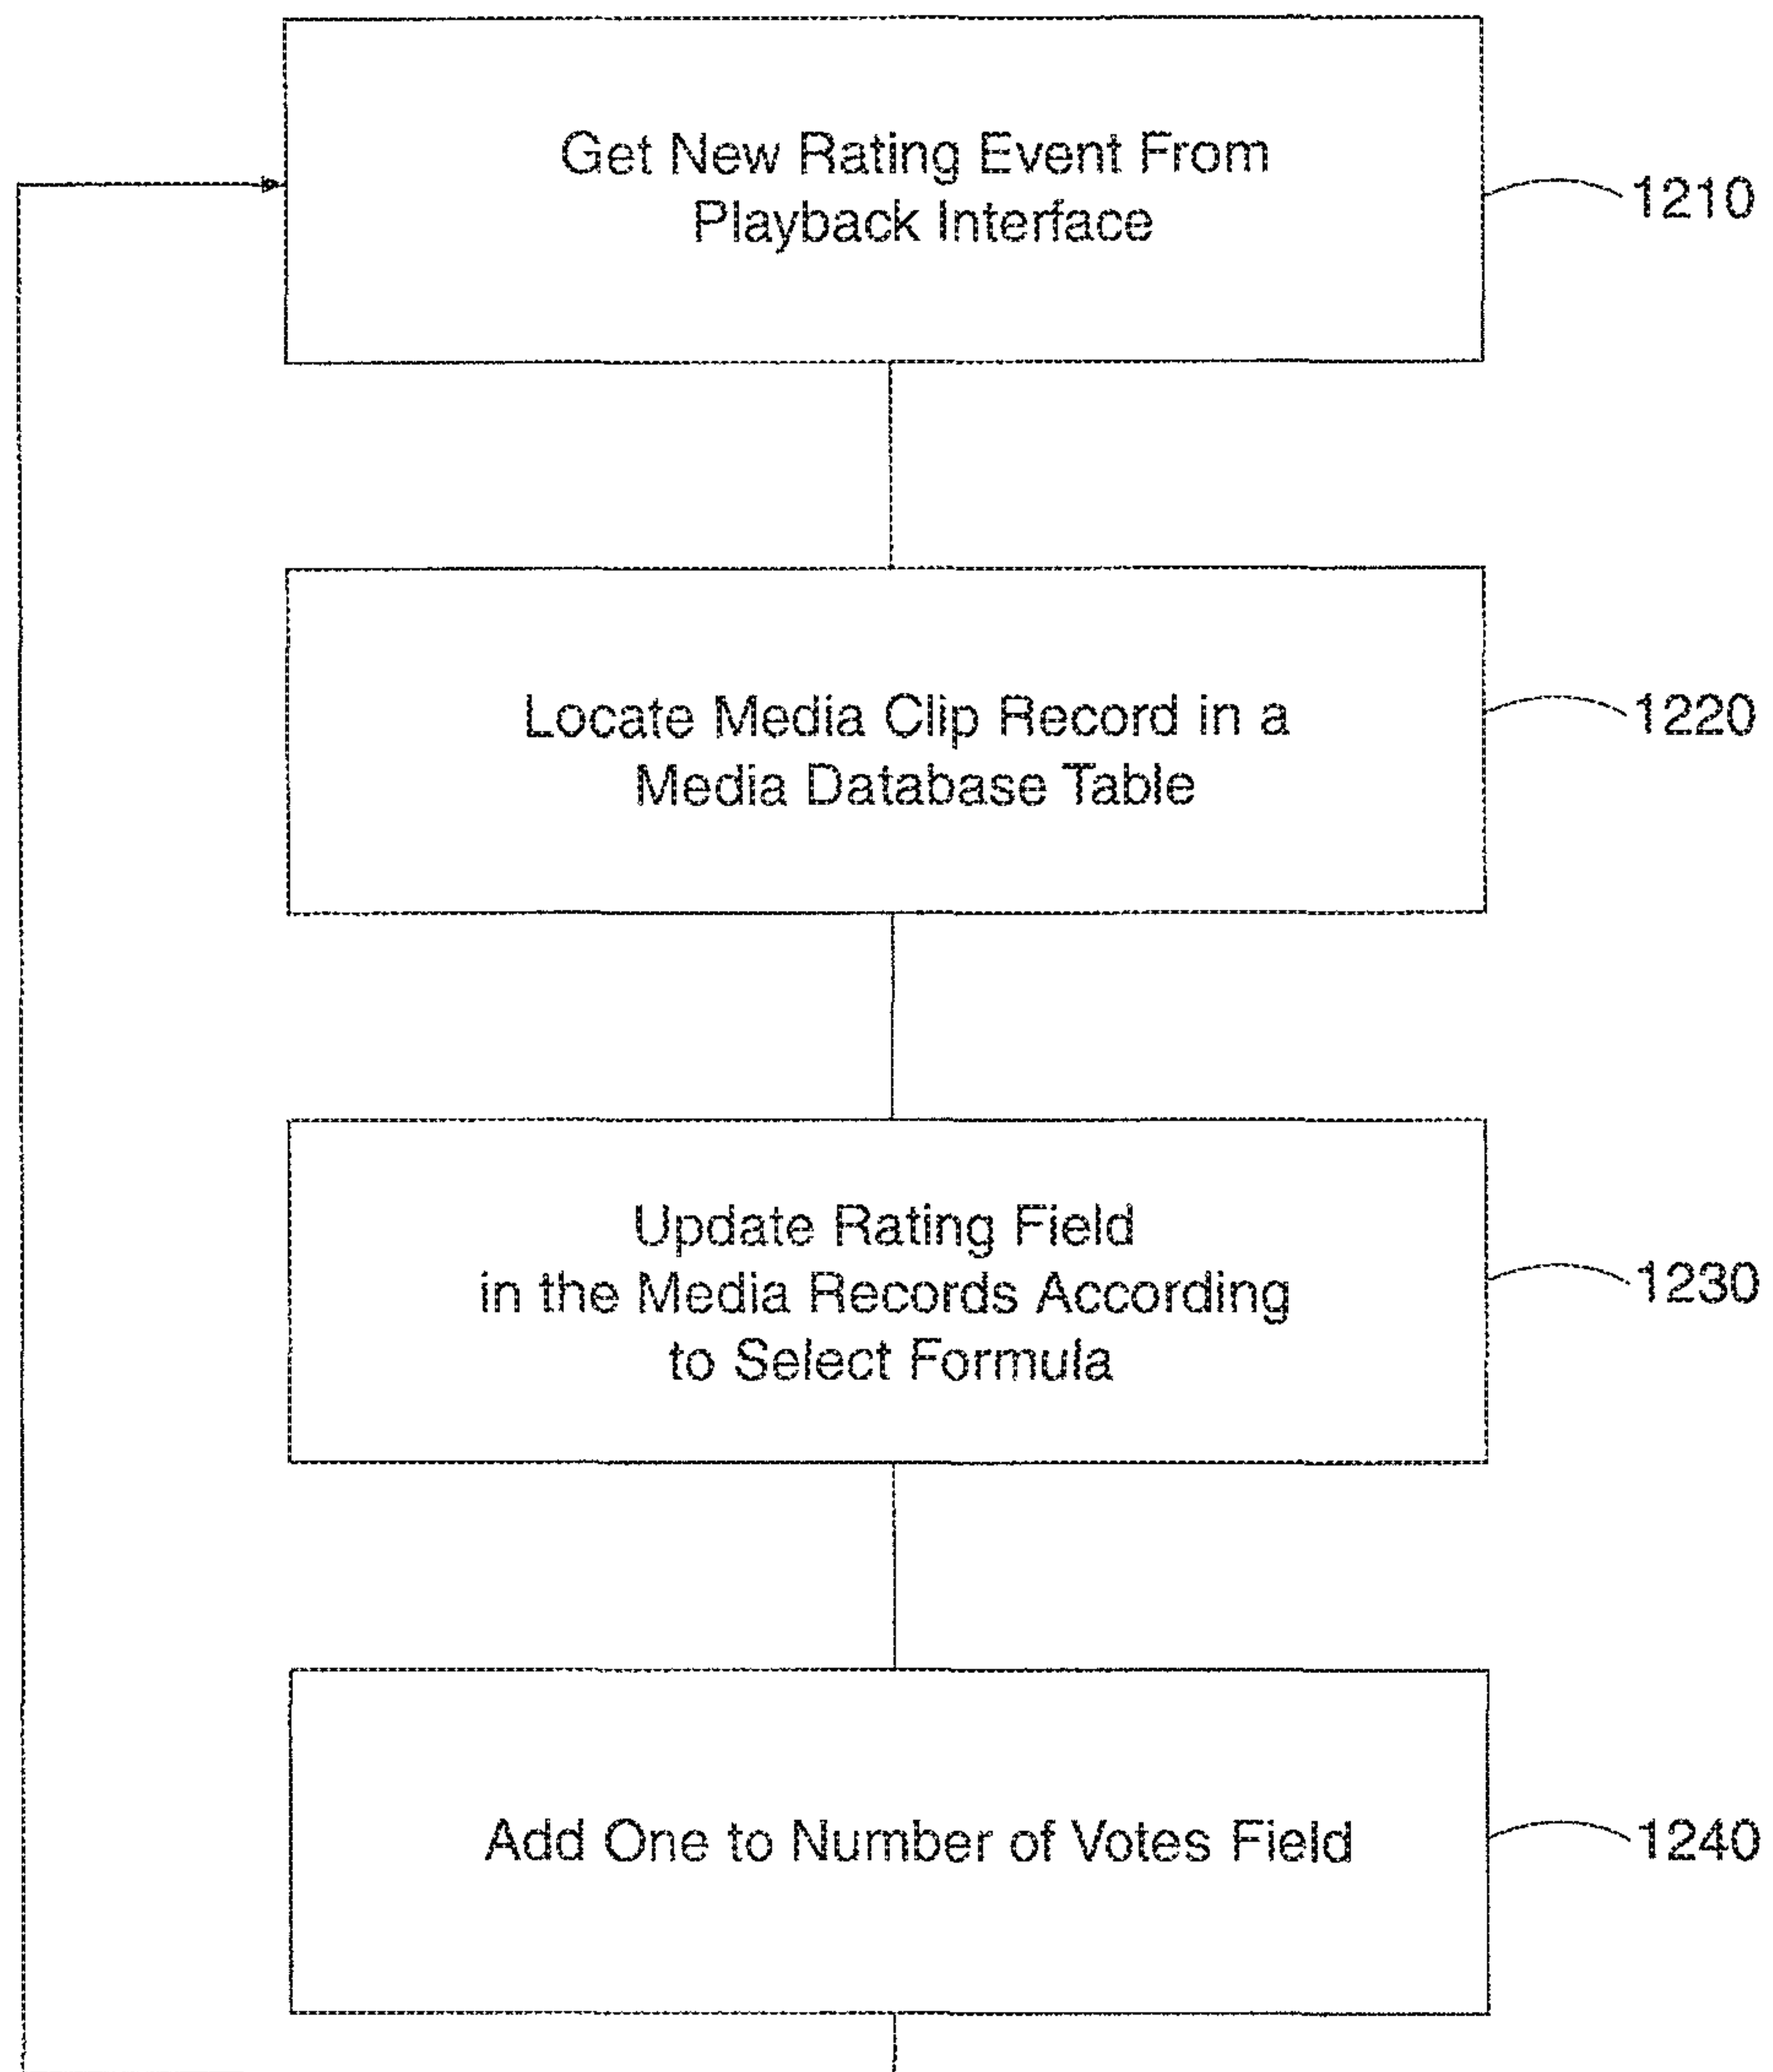 Get New Rating Event From
Playback Interface
1210
Locate Media Clip Record in a
Media Database Table
1220
Update Rating Field
in the Media Records According
to Select Formula
1230
Add One to Number of Votes Field
1240